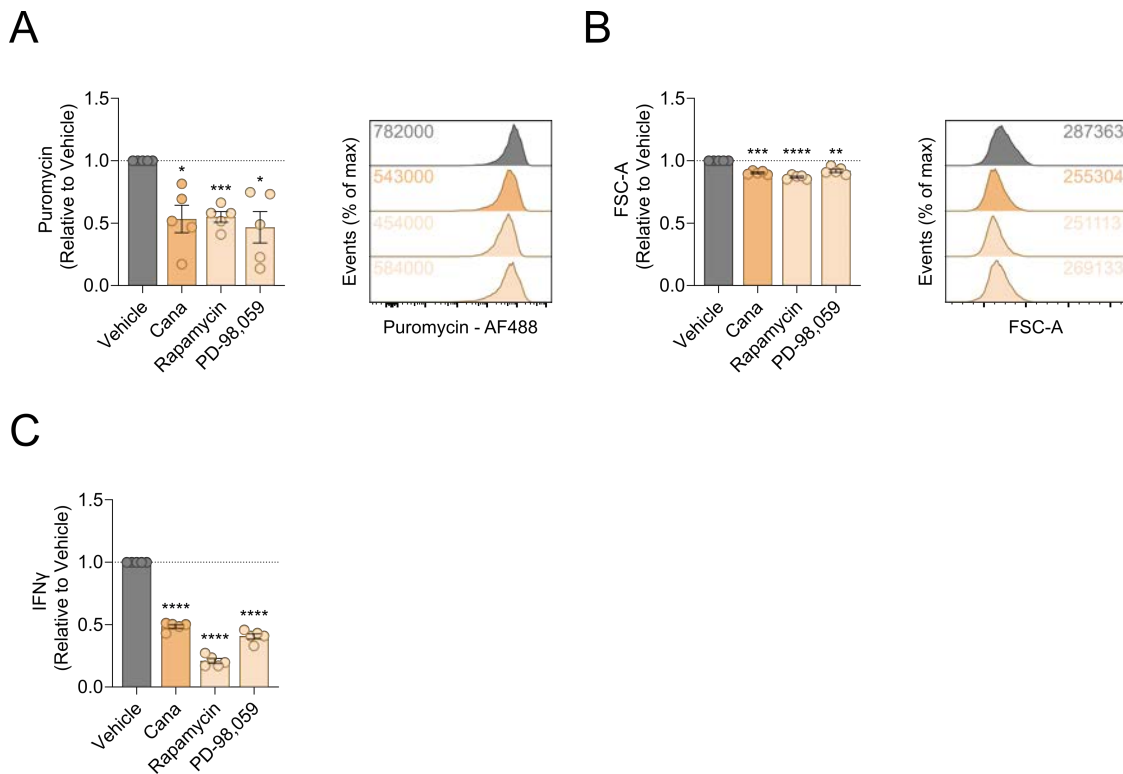 A
Puromycin
(Relative to Vehicle)
1.5
1.0
0.5
0.0
*
***
*
Vehicle
Cana
Rapamycin
PD-98,059
Events (% of max)
782000
543000
454000
584000
Puromycin - AF488
B
FSC-A
(Relative to Vehicle)
1.5
1.0
0.5
0.0
***
****
**
Vehicle
Cana
Rapamycin
PD-98,059
Events (% of max)
287363
255304
251113
269133
FSC-A
C
IFNγ
(Relative to Vehicle)
1.5
1.0
0.5
0.0
****
****
****
Vehicle
Cana
Rapamycin
PD-98,059